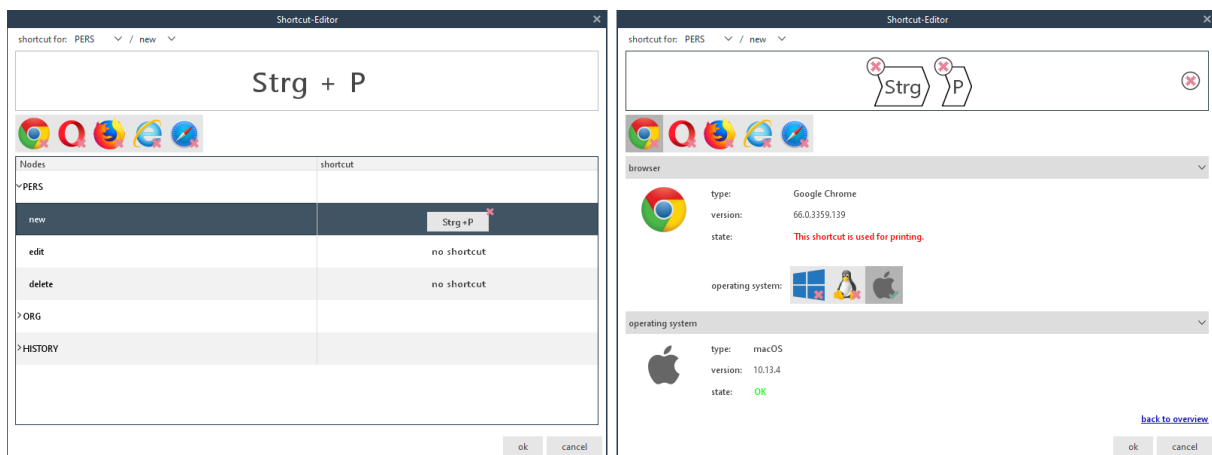 Shortcut-Editor
shortcut for: PERS / new
Strg + P
Nodes shortcut
PERS
new Strg+P
edit no shortcut
delete no shortcut
ORG
HISTORY
ok cancel
Shortcut-Editor
shortcut for: PERS / new
Strg P
browser
type: Google Chrome
version: 66.0.3359.139
state: This shortcut is used for printing.
operating system:
operating system
type: macOS
version: 10.13.4
state: OK
back to overview
ok cancel